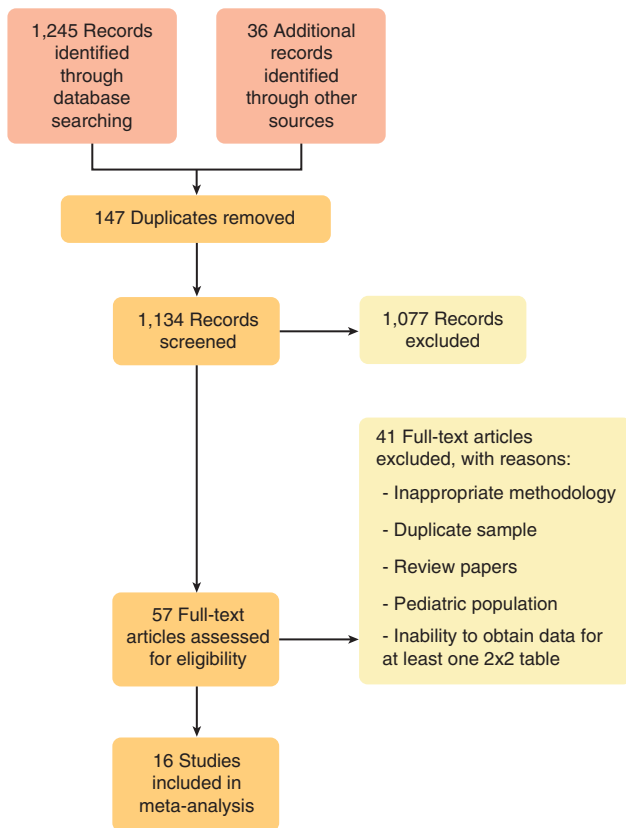 1,245 Records
identified
through
database
searching
36 Additional
records
identified
through other
sources
147 Duplicates removed
1,134 Records
screened
1,077 Records
excluded
41 Full-text articles
excluded, with reasons:
- Inappropriate methodology
- Duplicate sample
- Review papers
- Pediatric population
- Inability to obtain data for
at least one 2x2 table
57 Full-text
articles assessed
for eligibility
16 Studies
included in
meta-analysis